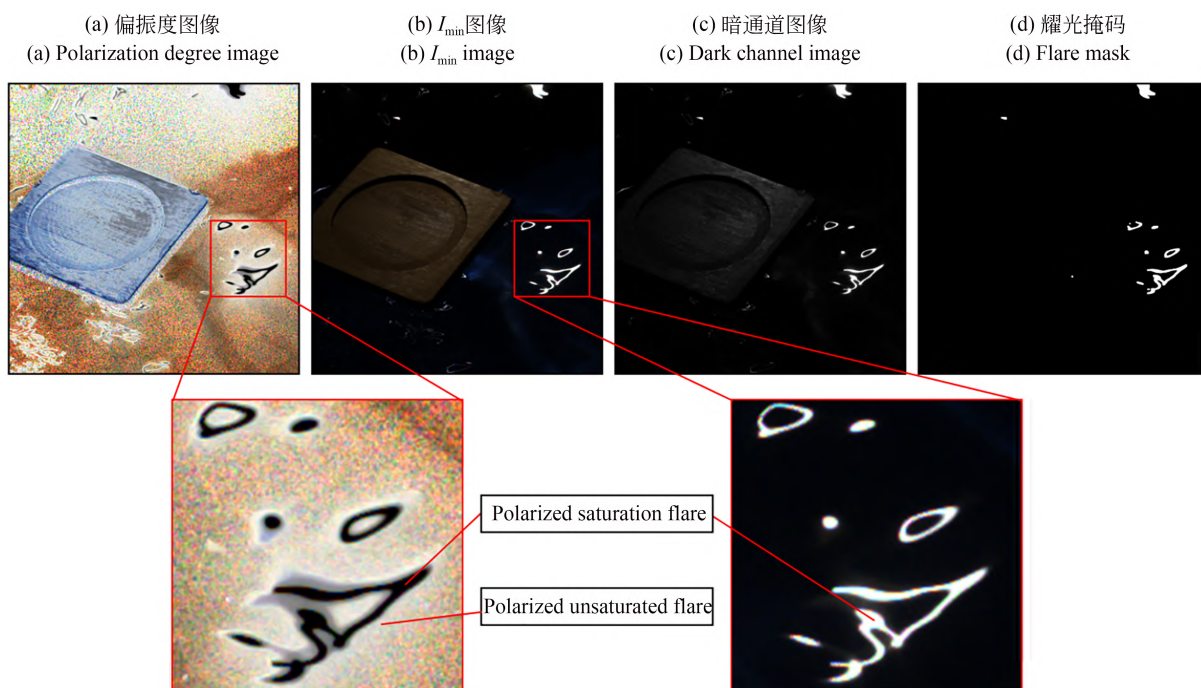 (a) 偏振度图像
(a) Polarization degree image
(b) Imin图像
(b) Imin image
(c) 暗通道图像
(c) Dark channel image
(d) 耀光掩码
(d) Flare mask
Polarized saturation flare
Polarized unsaturated flare